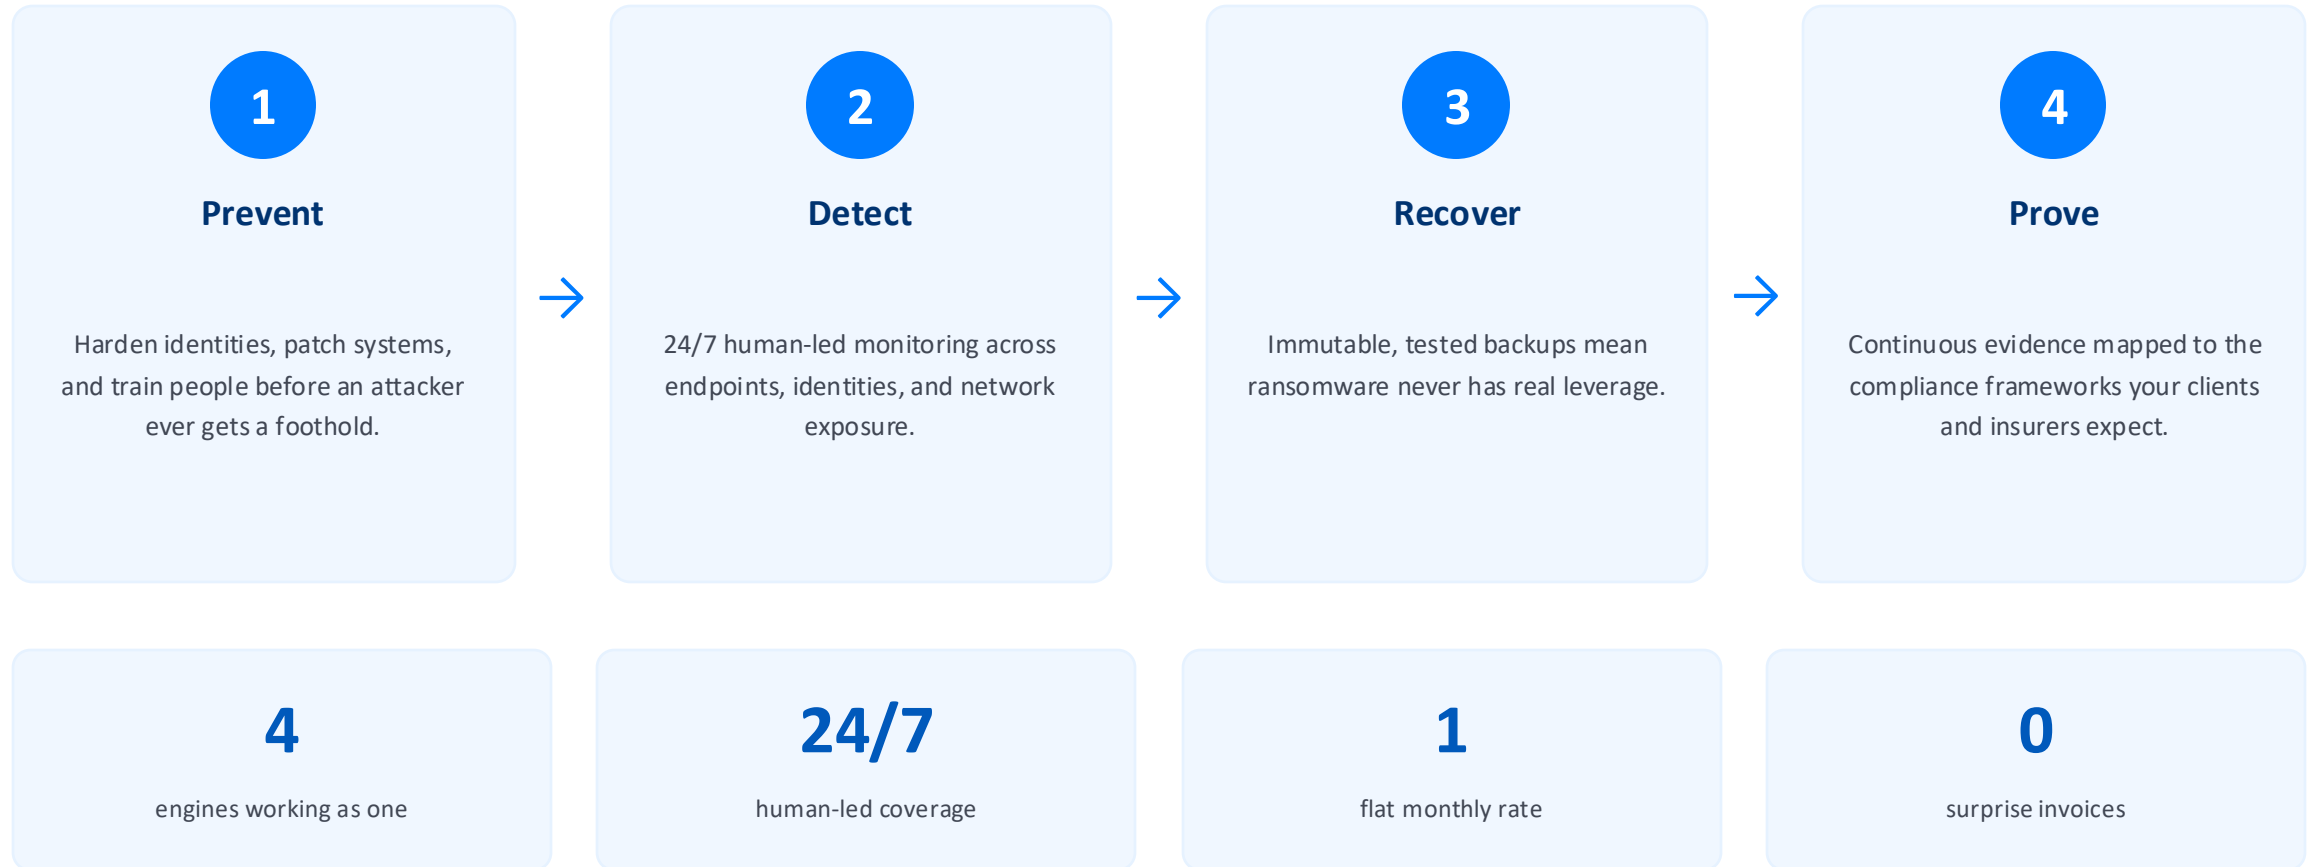 1
Prevent
Harden identities, patch systems,
and train people before an attacker
ever gets a foothold.
2
Detect
24/7 human-led monitoring across
endpoints, identities, and network
exposure.
3
Recover
Immutable, tested backups mean
ransomware never has real leverage.
4
Prove
Continuous evidence mapped to the
compliance frameworks your clients
and insurers expect.
4
engines working as one
24/7
human-led coverage
1
flat monthly rate
0
surprise invoices